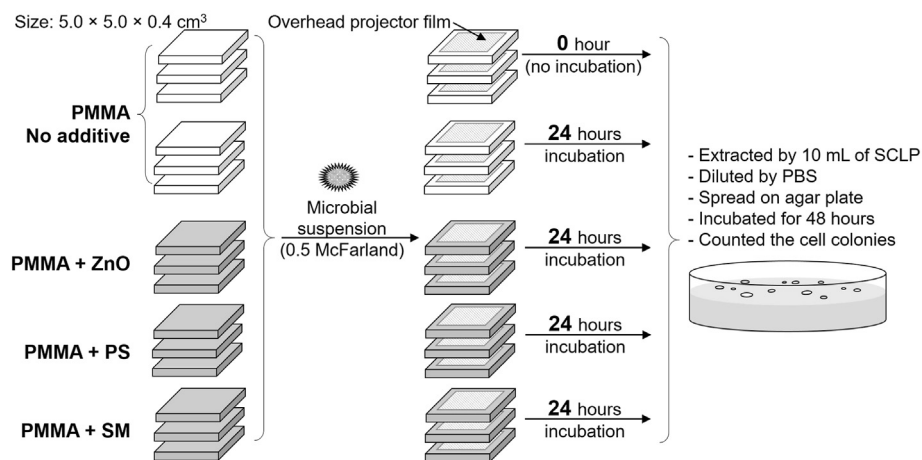 Size: 5.0 × 5.0 × 0.4 cm³
Overhead projector film
PMMA
No additive
0 hour
(no incubation)
24 hours
incubation
Microbial
suspension
(0.5 McFarland)
PMMA + ZnO
24 hours
incubation
PMMA + PS
24 hours
incubation
PMMA + SM
24 hours
incubation
- Extracted by 10 mL of SCLP
- Diluted by PBS
- Spread on agar plate
- Incubated for 48 hours
- Counted the cell colonies